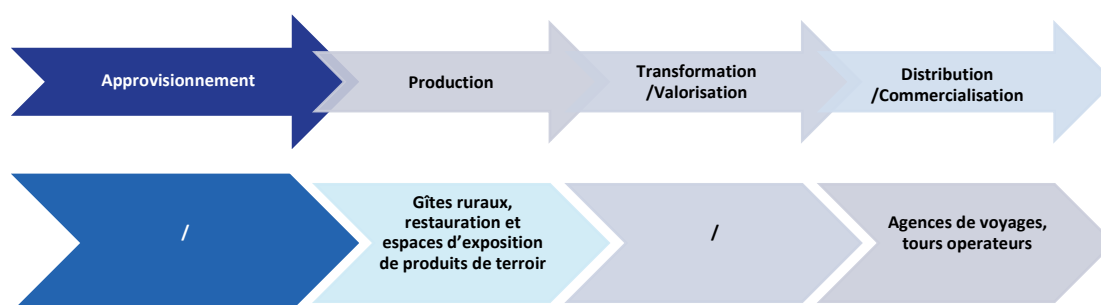 Approvisionnement
Production
Transformation
/Valorisation
Distribution
/Commercialisation
/
Gîtes ruraux,
restauration et
espaces d'exposition
de produits de terroir
/
Agences de voyages,
tours operateurs